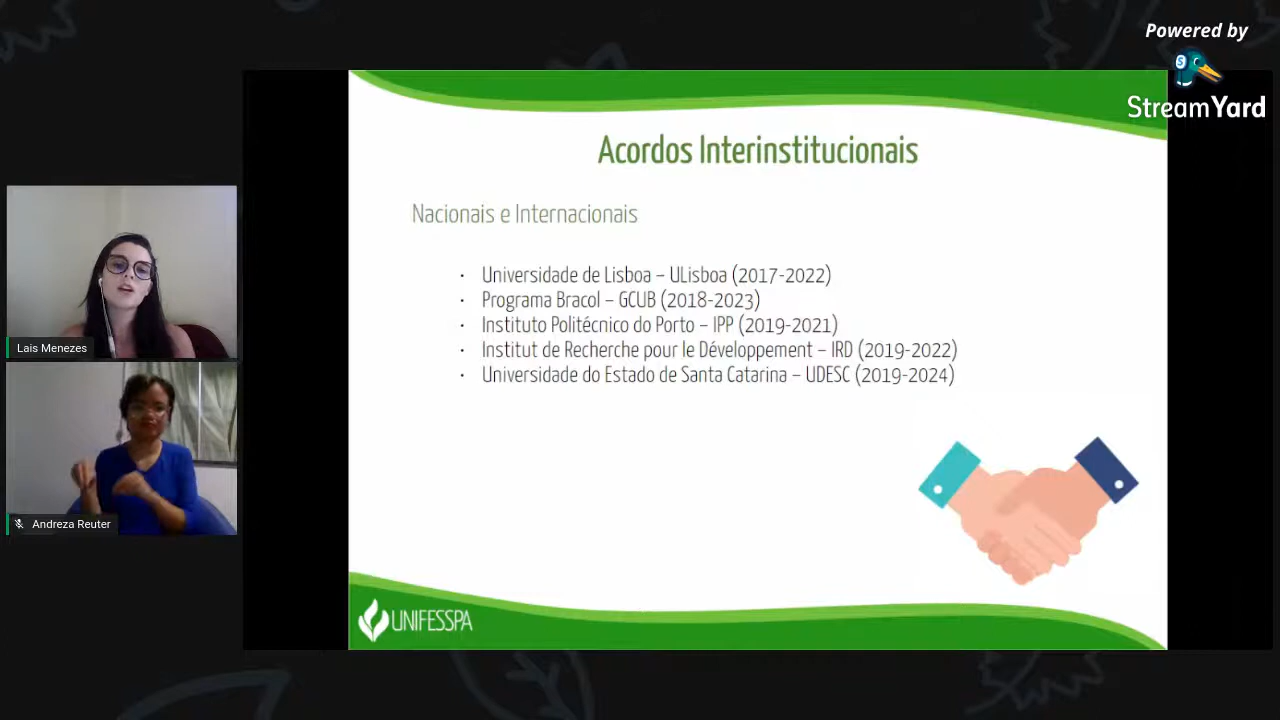 Powered by
StreamYard
Acordos Interinstitucionais
Nacionais e Internacionais
· Universidade de Lisboa – ULisboa (2017-2022)
· Programa Bracol – GCUB (2018-2023)
· Instituto Politécnico do Porto – IPP (2019-2021)
· Institut de Recherche pour le Développement – IRD (2019-2022)
· Universidade do Estado de Santa Catarina – UDESC (2019-2024)
Lais Menezes
Andreza Reuter
UNIFESSPA